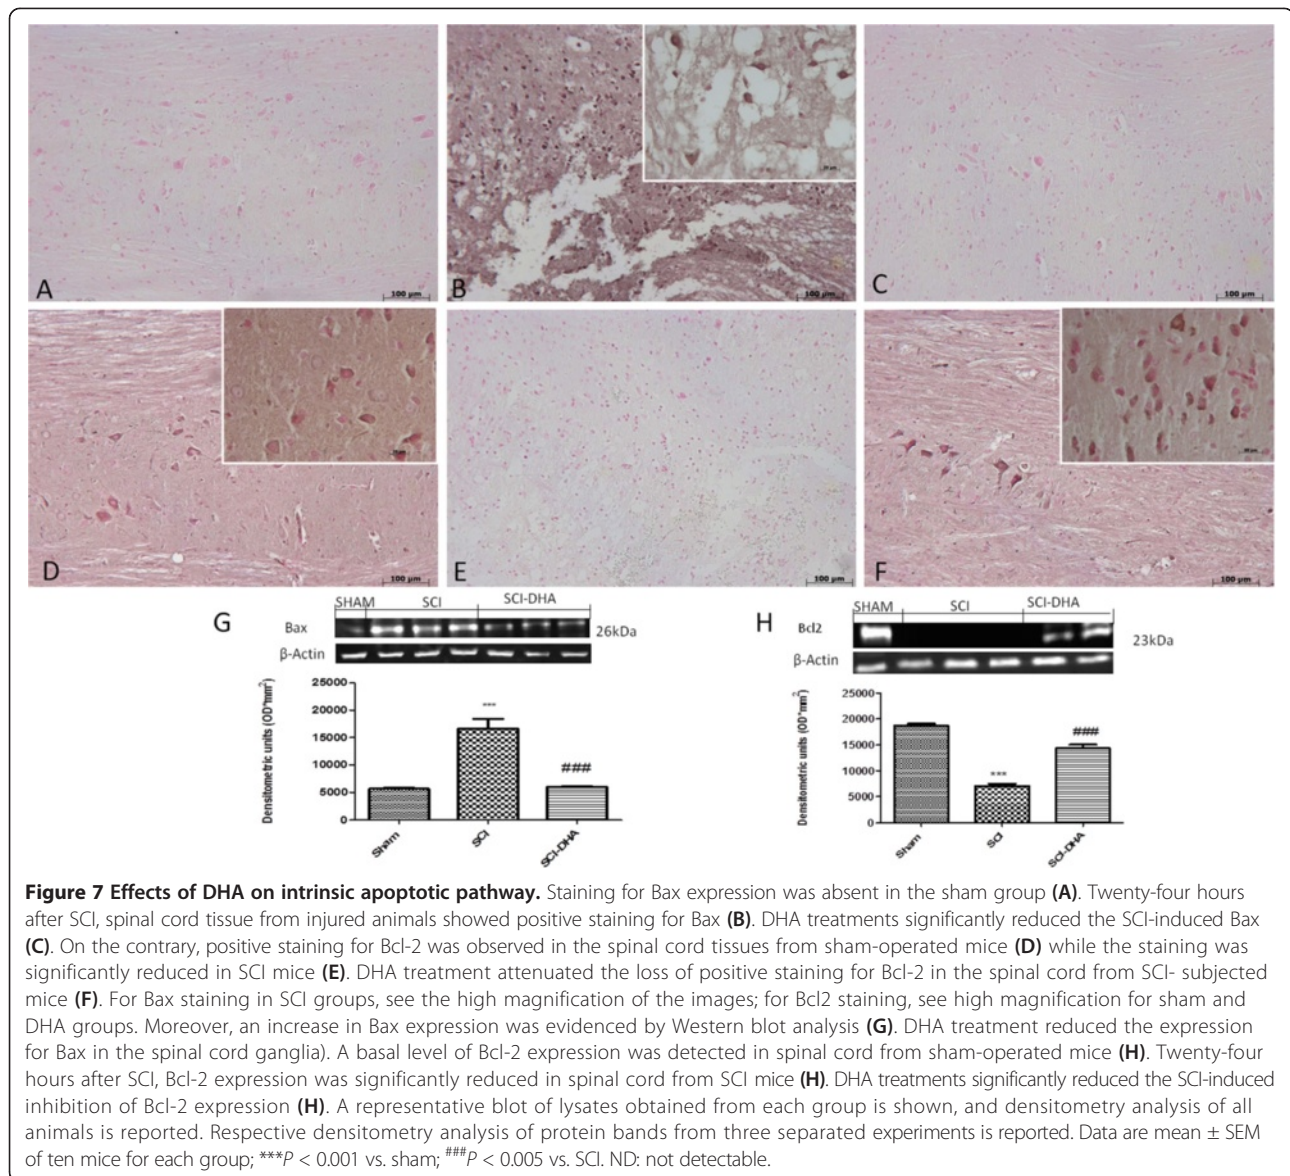 A
100 µm
B
100 µm
C
100 µm
D
100 µm
E
100 µm
F
100 µm
G
SHAM SCI SCI-DHA
Bax 26kDa
β-Actin
Densitometric units (OD*mm²)
25000
20000
15000
10000
5000
0
***
###
Sham
SCI
SCI-DHA
H
SHAM SCI SCI-DHA
Bcl2 23kDa
β-Actin
Densitometric units (OD*mm²)
25000
20000
15000
10000
5000
0
***
###
Sham
SCI
SCI-DHA
Figure 7 Effects of DHA on intrinsic apoptotic pathway. Staining for Bax expression was absent in the sham group (A). Twenty-four hours
after SCI, spinal cord tissue from injured animals showed positive staining for Bax (B). DHA treatments significantly reduced the SCI-induced Bax
(C). On the contrary, positive staining for Bcl-2 was observed in the spinal cord tissues from sham-operated mice (D) while the staining was
significantly reduced in SCI mice (E). DHA treatment attenuated the loss of positive staining for Bcl-2 in the spinal cord from SCI- subjected
mice (F). For Bax staining in SCI groups, see the high magnification of the images; for Bcl2 staining, see high magnification for sham and
DHA groups. Moreover, an increase in Bax expression was evidenced by Western blot analysis (G). DHA treatment reduced the expression
for Bax in the spinal cord ganglia). A basal level of Bcl-2 expression was detected in spinal cord from sham-operated mice (H). Twenty-four
hours after SCI, Bcl-2 expression was significantly reduced in spinal cord from SCI mice (H). DHA treatments significantly reduced the SCI-induced
inhibition of Bcl-2 expression (H). A representative blot of lysates obtained from each group is shown, and densitometry analysis of all
animals is reported. Respective densitometry analysis of protein bands from three separated experiments is reported. Data are mean ± SEM
of ten mice for each group; ***P < 0.001 vs. sham; ###P < 0.005 vs. SCI. ND: not detectable.